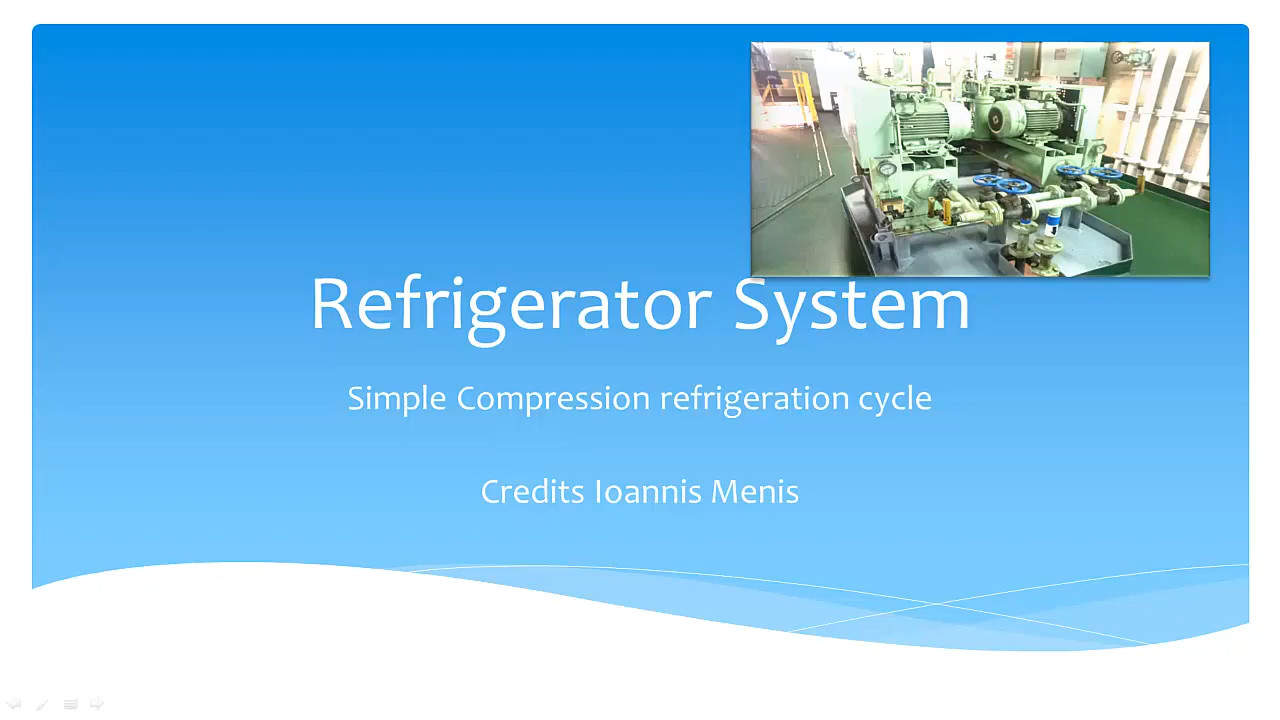 Refrigerator System
Simple Compression refrigeration cycle
Credits Ioannis Menis